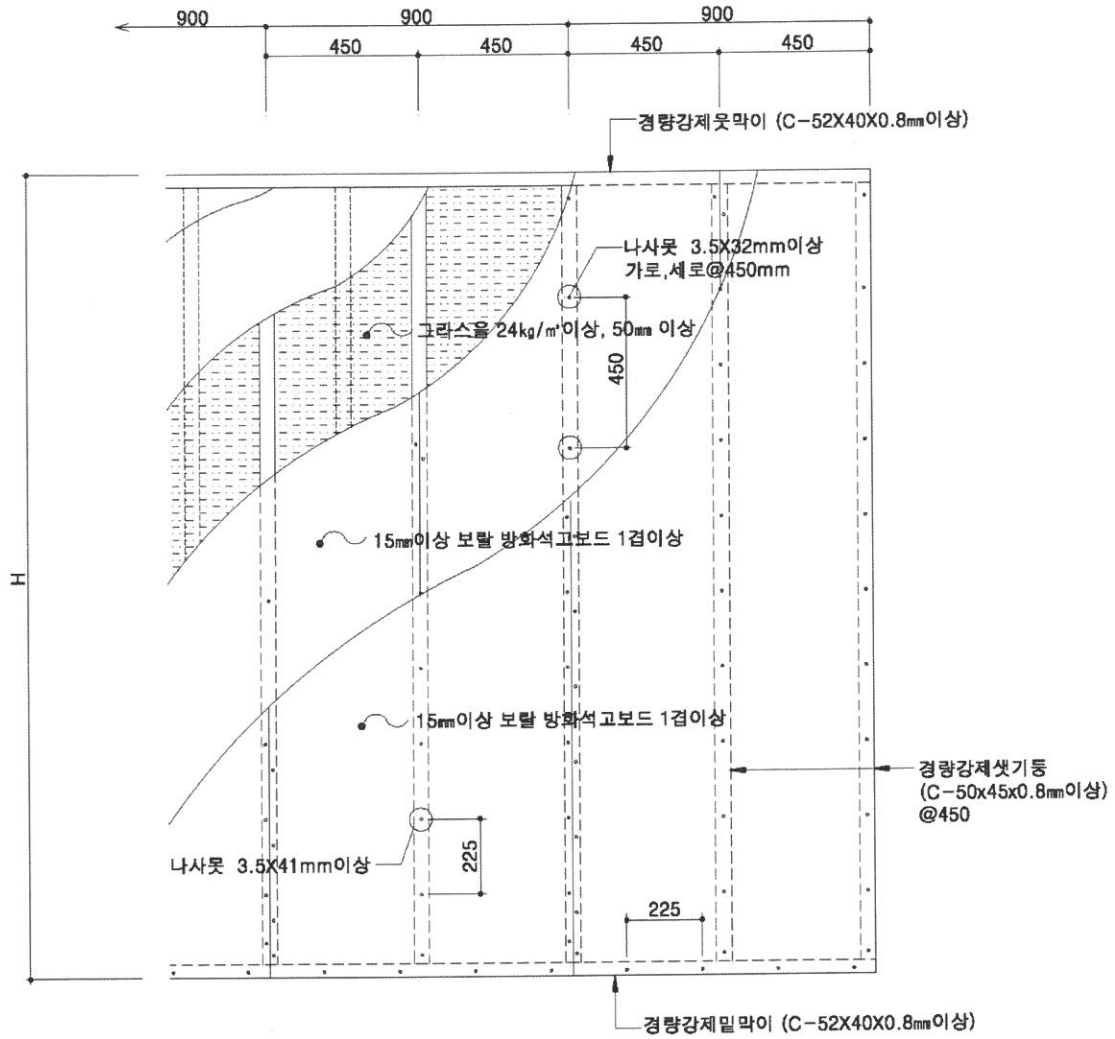 900
900
900
450
450
450
450
경량강제웃막이 (C-52X40X0.8㎜이상)
나사못 3.5X32mm이상
가로,세로@450mm
그라스울 24kg/㎥이상, 50㎜ 이상
450
15㎜이상 보랄 방화석고보드 1겹이상
H
15㎜이상 보랄 방화석고보드 1겹이상
경량강제샛기둥
(C-50x45x0.8㎜이상)
@450
나사못 3.5X41mm이상
225
225
경량강제밑막이 (C-52X40X0.8㎜이상)